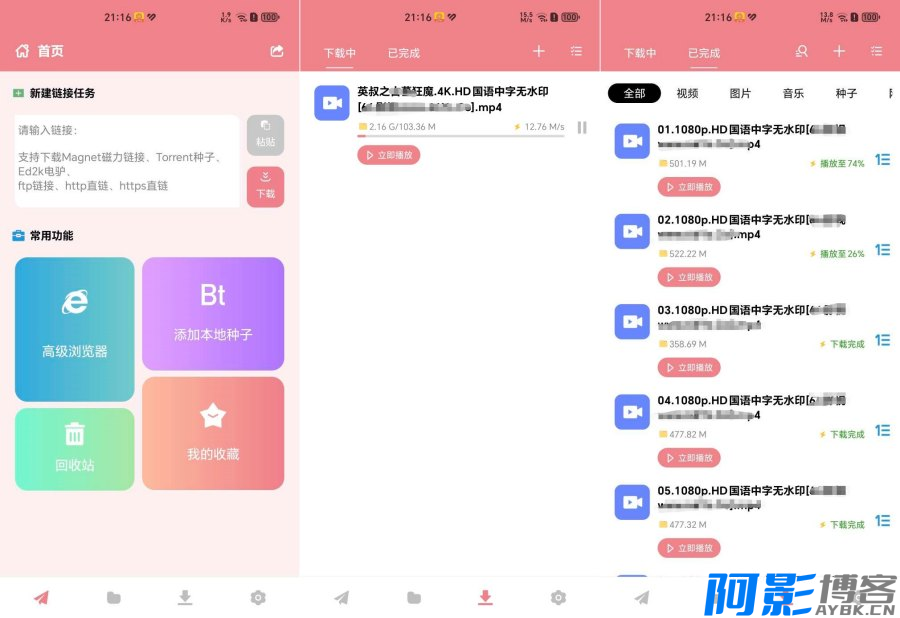 21:16
1.9 K/s
100
首页
新建链接任务
请输入链接:
支持下载Magnet磁力链接、Torrent种子、
Ed2k电驴、
ftp链接、http直链、https直链
粘贴
下载
常用功能
高级浏览器
Bt
添加本地种子
回收站
我的收藏
21:16
15.5 M/s
100
下载中
已完成
英叔之
狂魔.4K.HD国语中字无水印
.mp4
2.16 G/103.36 M
12.76 M/s
立即播放
21:16
13.8 M/s
100
下载中
已完成
全部
视频
图片
音乐
种子
01.1080p.HD国语中字无水印[
.mp4
501.19 M
播放至74%
立即播放
02.1080p.HD国语中字无水印[
.mp4
522.22 M
播放至26%
立即播放
03.1080p.HD国语中字无水印[
358.69 M
下载完成
立即播放
04.1080p.HD国语中字无水印[
477.82 M
下载完成
立即播放
05.1080p.HD国语中字无水印[
477.32 M
下载完成
立即播放
阿影博客
AYBK.CN